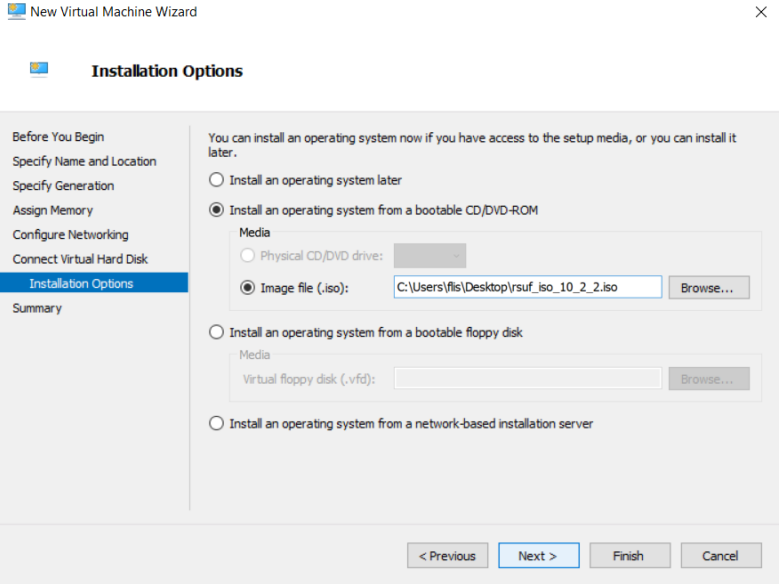 New Virtual Machine Wizard
Installation Options
Before You Begin
Specify Name and Location
Specify Generation
Assign Memory
Configure Networking
Connect Virtual Hard Disk
Installation Options
Summary
You can install an operating system now if you have access to the setup media, or you can install it
later.
Install an operating system later
Install an operating system from a bootable CD/DVD-ROM
Media
Physical CD/DVD drive:
Image file (.iso): C:\Users\flis\Desktop\rsuf_iso_10_2_2.iso Browse...
Install an operating system from a bootable floppy disk
Media
Virtual floppy disk (.vfd): Browse...
Install an operating system from a network-based installation server
< Previous Next > Finish Cancel